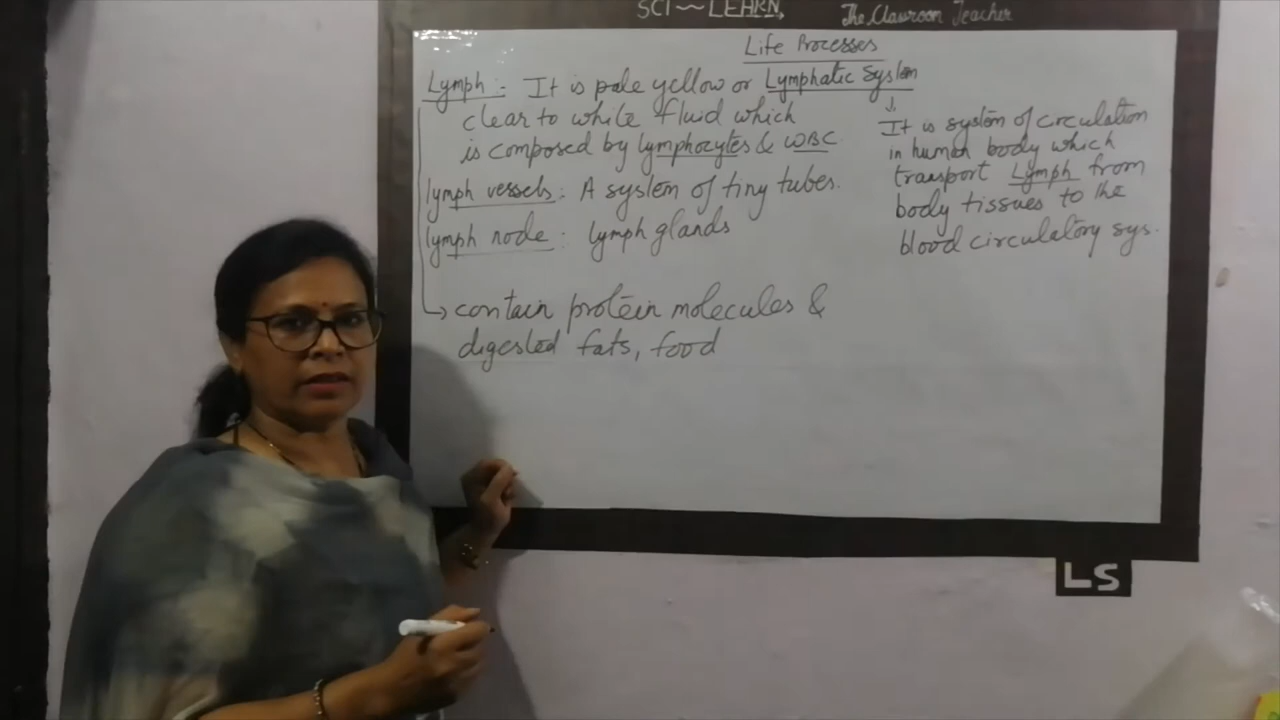 SCI~LEARN
The Classroom Teacher
Life Processes
Lymph :- It is pale yellow or
clear to white fluid which
is composed by lymphocytes & WBC
lymph vessels : A system of tiny tubes.
lymph node : lymph glands
↳ contain protein molecules &
digested fats, food
Lymphatic System
↓
It is system of circulation
in human body which
transport Lymph from
body tissues to the
blood circulatory sys.
LS